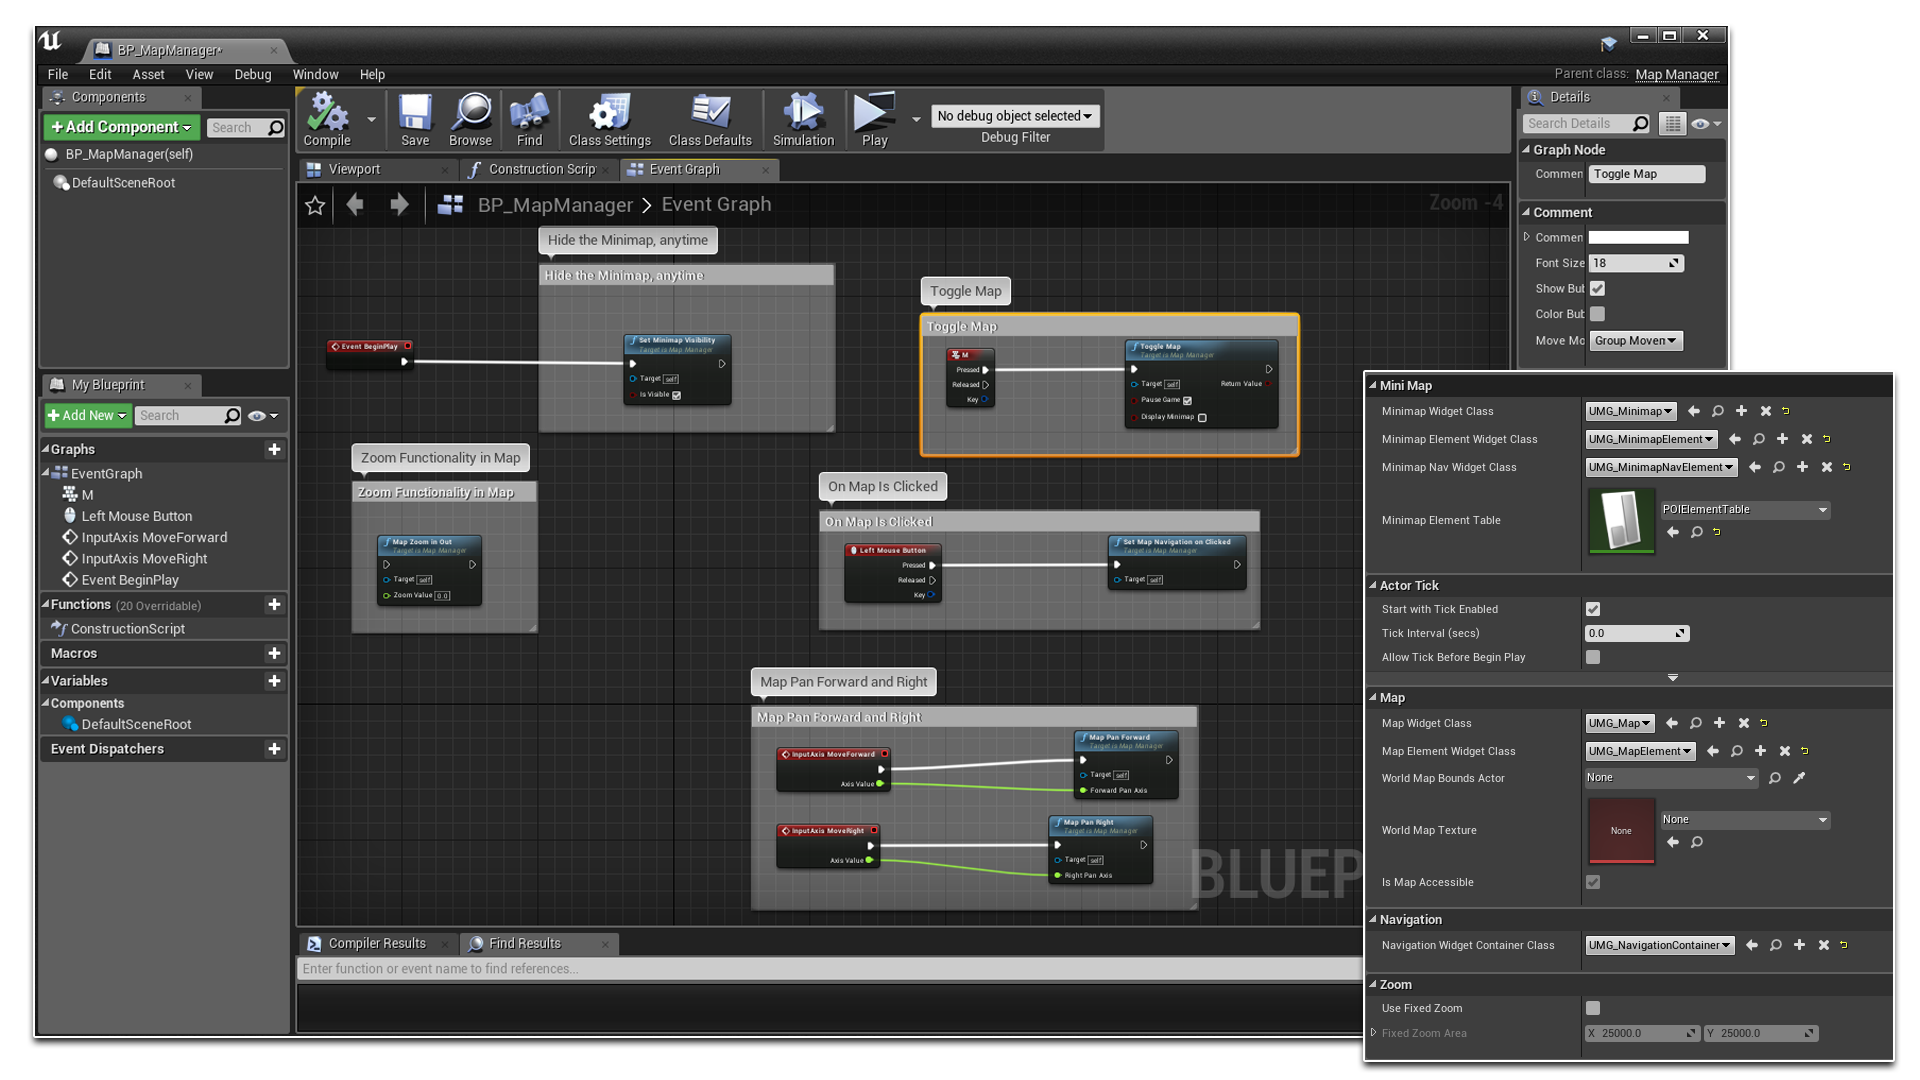 BP_MapManager*
File Edit Asset View Debug Window Help
Parent class: Map Manager
Components
+Add Component
Search
BP_MapManager(self)
DefaultSceneRoot
Compile
Save
Browse
Find
Class Settings
Class Defaults
Simulation
Play
No debug object selected
Debug Filter
Viewport
Construction Scrip
Event Graph
BP_MapManager > Event Graph
Zoom -4
Hide the Minimap, anytime
Hide the Minimap, anytime
Event BeginPlay
Set Minimap Visibility
Target is Map Manager
Target self
Is Visible
Toggle Map
Toggle Map
M
Pressed
Released
Key
Toggle Map
Target is Map Manager
Target self
Return Value
Pause Game
Display Minimap
Zoom Functionality in Map
Zoom Functionality in Map
Map Zoom in Out
Target is Map Manager
Target self
Zoom Value 0.0
On Map Is Clicked
On Map Is Clicked
Left Mouse Button
Pressed
Released
Key
Set Map Navigation on Clicked
Target is Map Manager
Target self
Map Pan Forward and Right
Map Pan Forward and Right
InputAxis MoveForward
Axis Value
Map Pan Forward
Target is Map Manager
Target self
Forward Pan Axis
InputAxis MoveRight
Axis Value
Map Pan Right
Target is Map Manager
Target self
Right Pan Axis
BLUEP
My Blueprint
+Add New
Search
Graphs
EventGraph
M
Left Mouse Button
InputAxis MoveForward
InputAxis MoveRight
Event BeginPlay
Functions (20 Overridable)
ConstructionScript
Macros
Variables
Components
DefaultSceneRoot
Event Dispatchers
Compiler Results
Find Results
Enter function or event name to find references...
Details
Search Details
Graph Node
Commen Toggle Map
Comment
Commen
Font Size 18
Show But
Color But
Move Mo Group Moven
Mini Map
Minimap Widget Class UMG_Minimap
Minimap Element Widget Class UMG_MinimapElement
Minimap Nav Widget Class UMG_MinimapNavElement
Minimap Element Table POIElementTable
Actor Tick
Start with Tick Enabled
Tick Interval (secs) 0.0
Allow Tick Before Begin Play
Map
Map Widget Class UMG_Map
Map Element Widget Class UMG_MapElement
World Map Bounds Actor None
World Map Texture None None
Is Map Accessible
Navigation
Navigation Widget Container Class UMG_NavigationContainer
Zoom
Use Fixed Zoom
Fixed Zoom Area X 25000.0 Y 25000.0